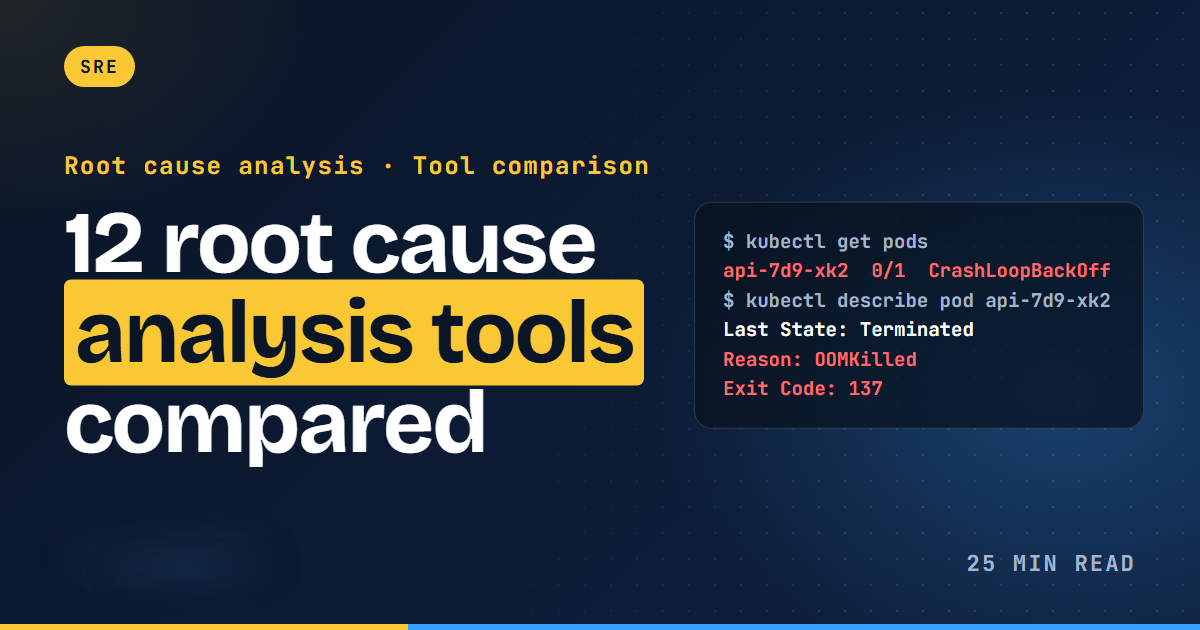 SRE
Root cause analysis · Tool comparison
12 root cause
analysis tools
compared
$ kubectl get pods
api-7d9-xk2  0/1  CrashLoopBackOff
$ kubectl describe pod api-7d9-xk2
Last State: Terminated
Reason: OOMKilled
Exit Code: 137
25 MIN READ